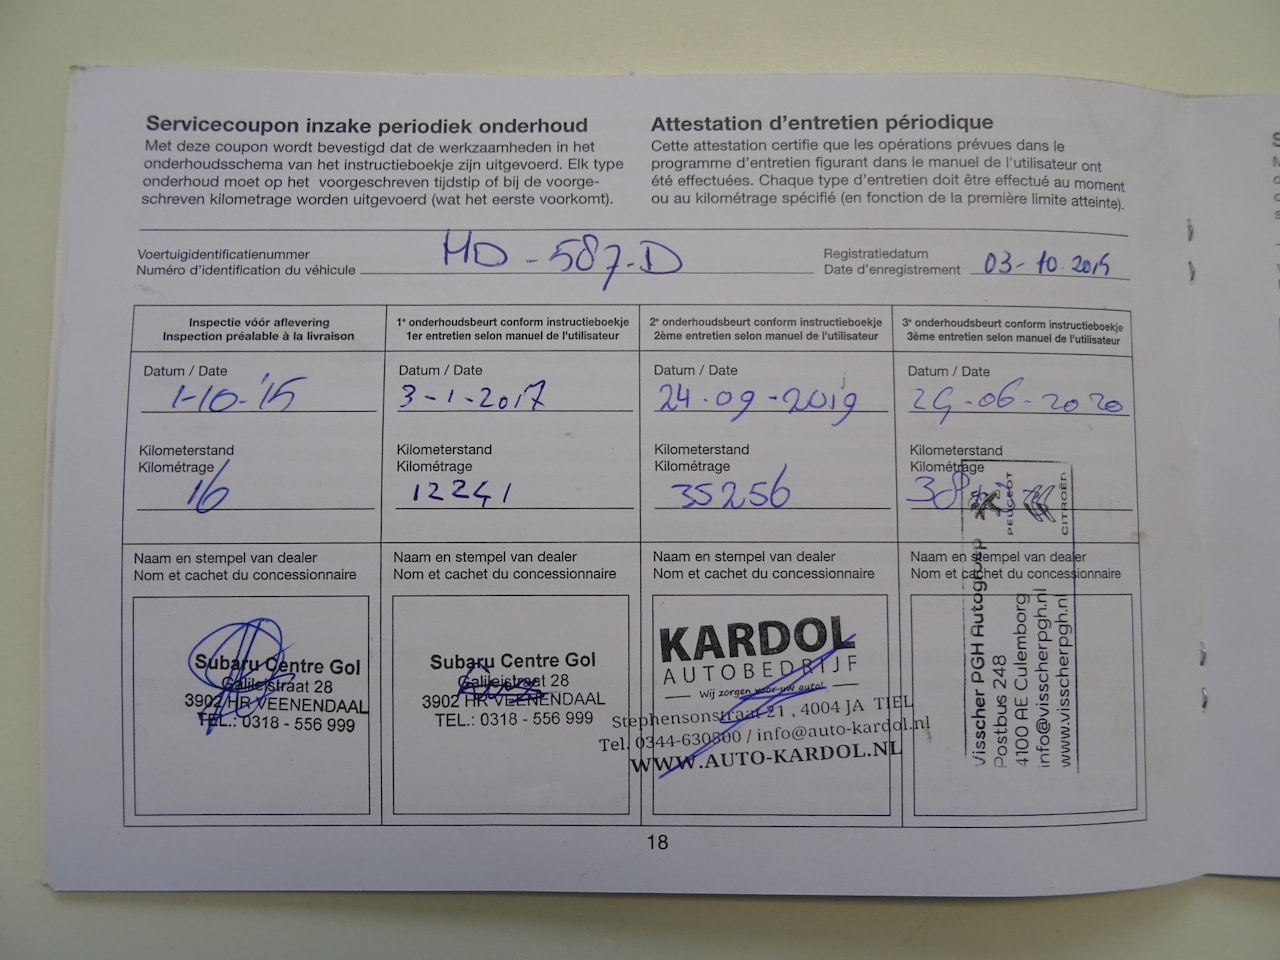 Servicecoupon inzake periodiek onderhoud
Met deze coupon wordt bevestigd dat de werkzaamheden in het
onderhoudsschema van het instructieboekje zijn uitgevoerd. Elk type
onderhoud moet op het voorgeschreven tijdstip of bij de voorge-
schreven kilometrage worden uitgevoerd (wat het eerste voorkomt).
Attestation d'entretien périodique
Cette attestation certifie que les opérations prévues dans le
programme d'entretien figurant dans le manuel de l'utilisateur ont
été effectuées. Chaque type d'entretien doit être effectué au moment
ou au kilométrage spécifié (en fonction de la première limite atteinte).
Voertuigidentificatienummer
Numéro d'identification du véhicule
HD-587-D
Registratiedatum
Date d'enregistrement
03-10-2015
Inspectie vóór aflevering
Inspection préalable à la livraison
Datum / Date
1-10-'15
Kilometerstand
Kilométrage
16
Naam en stempel van dealer
Nom et cachet du concessionnaire
Subaru Centre Gol
Galileistraat 28
3902 HR VEENENDAAL
TEL.: 0318 - 556 999
1e onderhoudsbeurt conform instructieboekje
1er entretien selon manuel de l'utilisateur
Datum / Date
3-1-2017
Kilometerstand
Kilométrage
12241
Naam en stempel van dealer
Nom et cachet du concessionnaire
Subaru Centre Gol
Galileistraat 28
3902 HR VEENENDAAL
TEL.: 0318 - 556 999
2e onderhoudsbeurt conform instructieboekje
2ème entretien selon manuel de l'utilisateur
Datum / Date
24-09-2019
Kilometerstand
Kilométrage
35256
Naam en stempel van dealer
Nom et cachet du concessionnaire
KARDOL
AUTOBEDRIJF
Wij zorgen voor uw auto!
Stephensonstraat 21 , 4004 JA TIEL
Tel. 0344-630800 / info@auto-kardol.nl
WWW.AUTO-KARDOL.NL
3e onderhoudsbeurt conform instructieboekje
3ème entretien selon manuel de l'utilisateur
Datum / Date
29-06-2020
Kilometerstand
Kilométrage
Naam en stempel van dealer
Nom et cachet du concessionnaire
PEUGEOT
CITROËN
Visscher PGH Autogroep
Postbus 248
4100 AE Culemborg
info@visscherpgh.nl
www.visscherpgh.nl
18